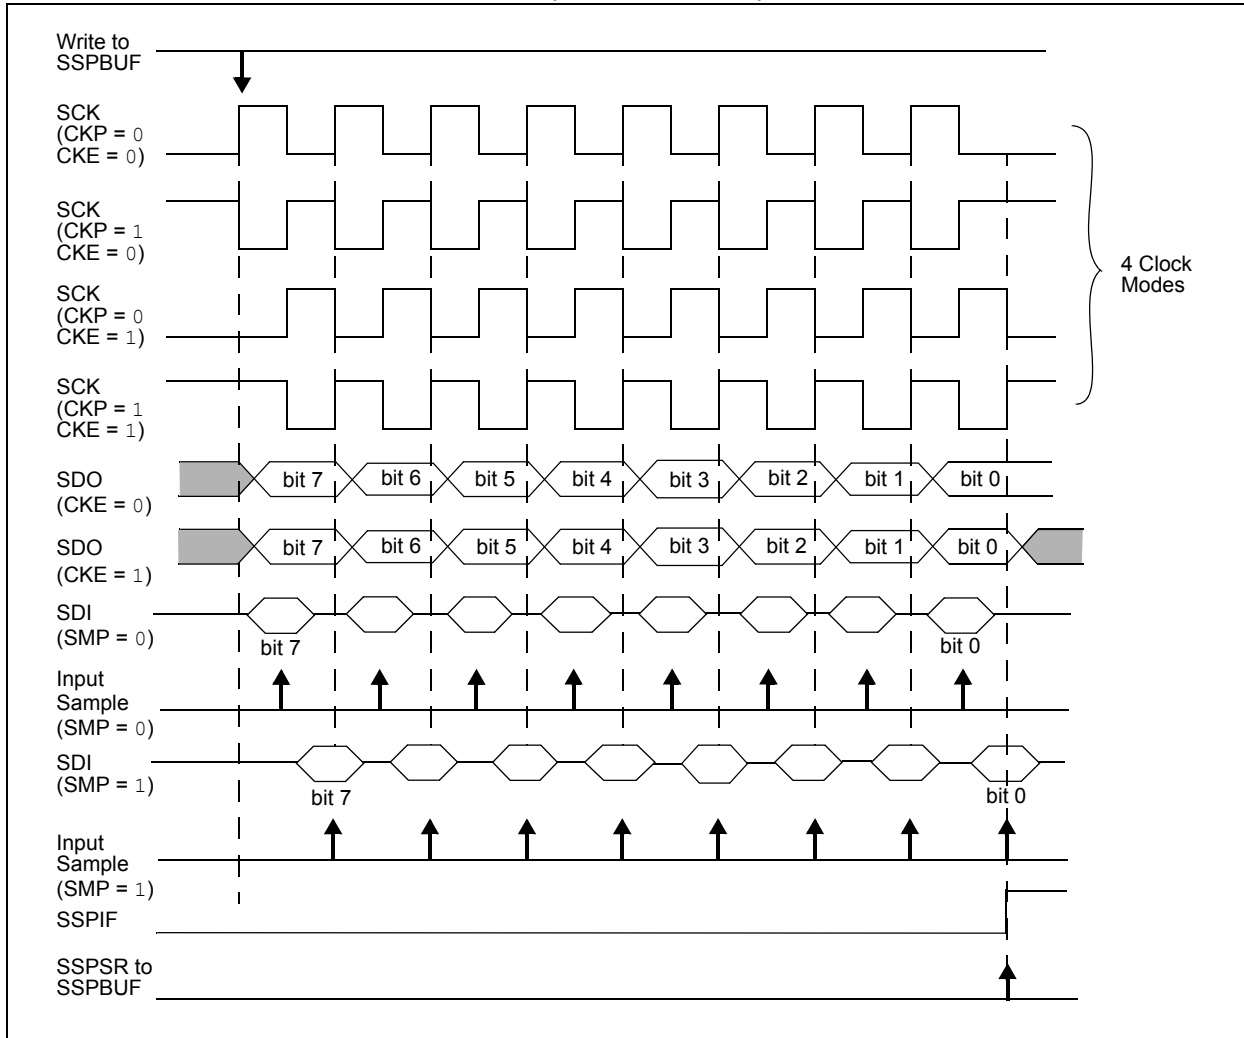 Write to
SSPBUF
SCK
(CKP = 0
CKE = 0)
SCK
(CKP = 1
CKE = 0)
SCK
(CKP = 0
CKE = 1)
SCK
(CKP = 1
CKE = 1)
4 Clock
Modes
SDO
(CKE = 0)
bit 7 bit 6 bit 5 bit 4 bit 3 bit 2 bit 1 bit 0
SDO
(CKE = 1)
bit 7 bit 6 bit 5 bit 4 bit 3 bit 2 bit 1 bit 0
SDI
(SMP = 0)
bit 7 bit 0
Input
Sample
(SMP = 0)
SDI
(SMP = 1)
bit 7 bit 0
Input
Sample
(SMP = 1)
SSPIF
SSPSR to
SSPBUF